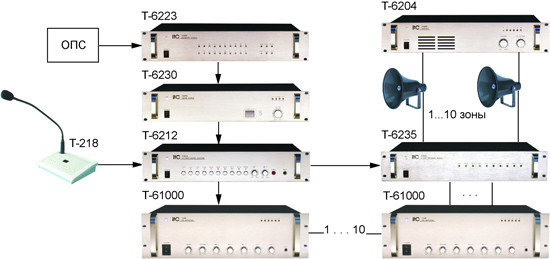 T-6223
T-6204
ОПС
T-6230
T-218
T-6212
1...10 зоны
T-6235
T-61000
T-61000
1 . . . 10
. . .